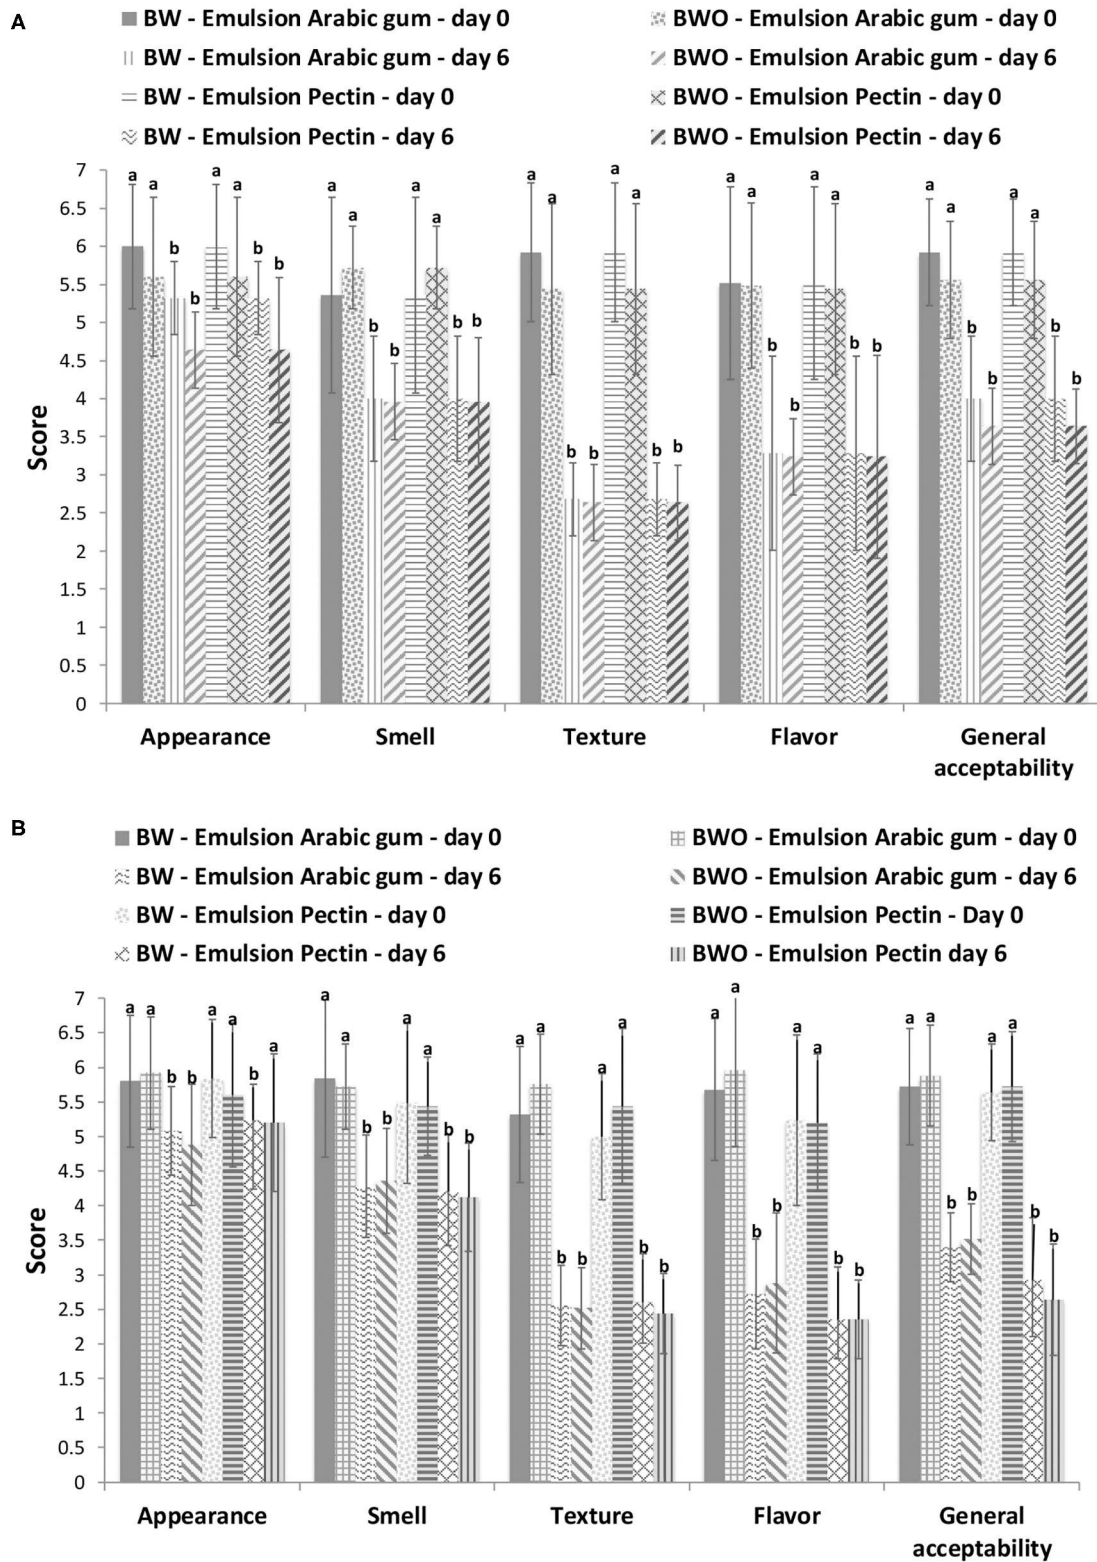 A
BW - Emulsion Arabic gum - day 0
BWO - Emulsion Arabic gum - day 0
BW - Emulsion Arabic gum - day 6
BWO - Emulsion Arabic gum - day 6
BW - Emulsion Pectin - day 0
BWO - Emulsion Pectin - day 0
BW - Emulsion Pectin - day 6
BWO - Emulsion Pectin - day 6
7
6.5
6
5.5
5
4.5
4
3.5
3
2.5
2
1.5
1
0.5
0
Score
a a b b a a b b
a a b b a a b b
a a b b a a b b
a a b b a a b b
a a b b a a b b
Appearance
Smell
Texture
Flavor
General
acceptability
B
BW - Emulsion Arabic gum - day 0
BWO - Emulsion Arabic gum - day 0
BW - Emulsion Arabic gum - day 6
BWO - Emulsion Arabic gum - day 6
BW - Emulsion Pectin - day 0
BWO - Emulsion Pectin - Day 0
BW - Emulsion Pectin - day 6
BWO - Emulsion Pectin day 6
7
6.5
6
5.5
5
4.5
4
3.5
3
2.5
2
1.5
1
0.5
0
Score
a a b b a a b a
a a b b a a b b
a a b b a a b b
a a b b a a b b
a a b b a a b b
Appearance
Smell
Texture
Flavor
General
acceptability